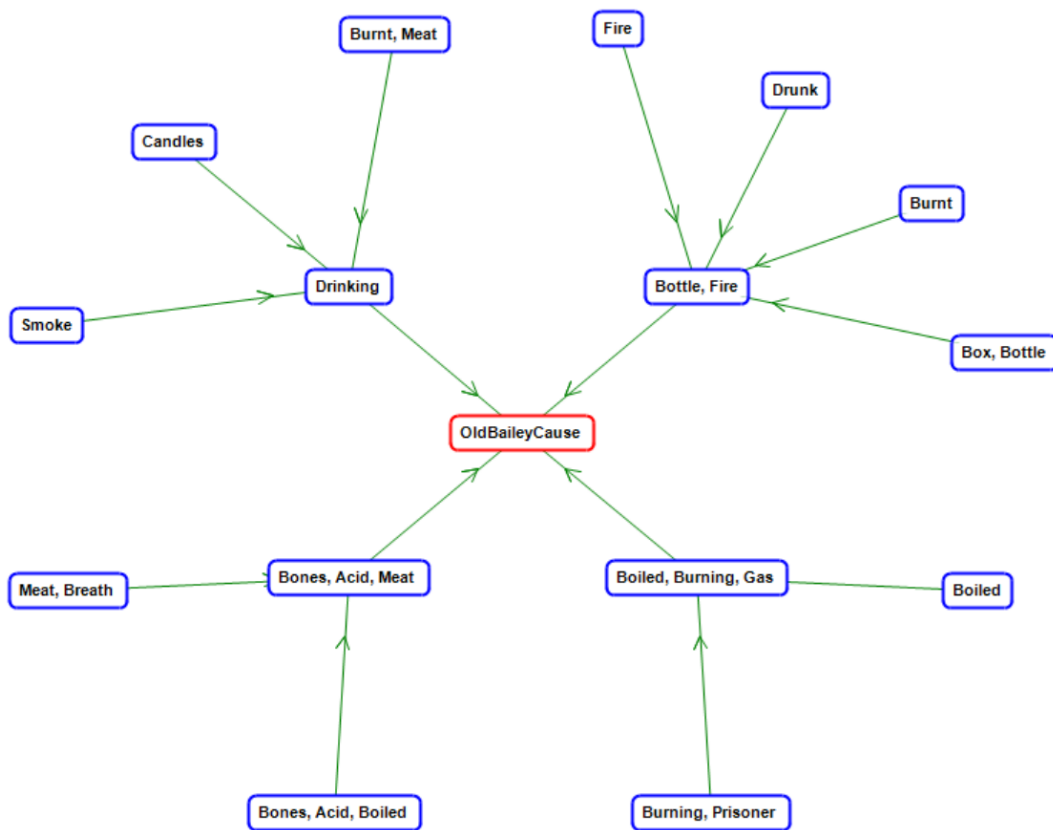 Burnt, Meat
Fire
Drunk
Candles
Burnt
Drinking
Bottle, Fire
Smoke
Box, Bottle
OldBaileyCause
Bones, Acid, Meat
Boiled, Burning, Gas
Meat, Breath
Boiled
Bones, Acid, Boiled
Burning, Prisoner